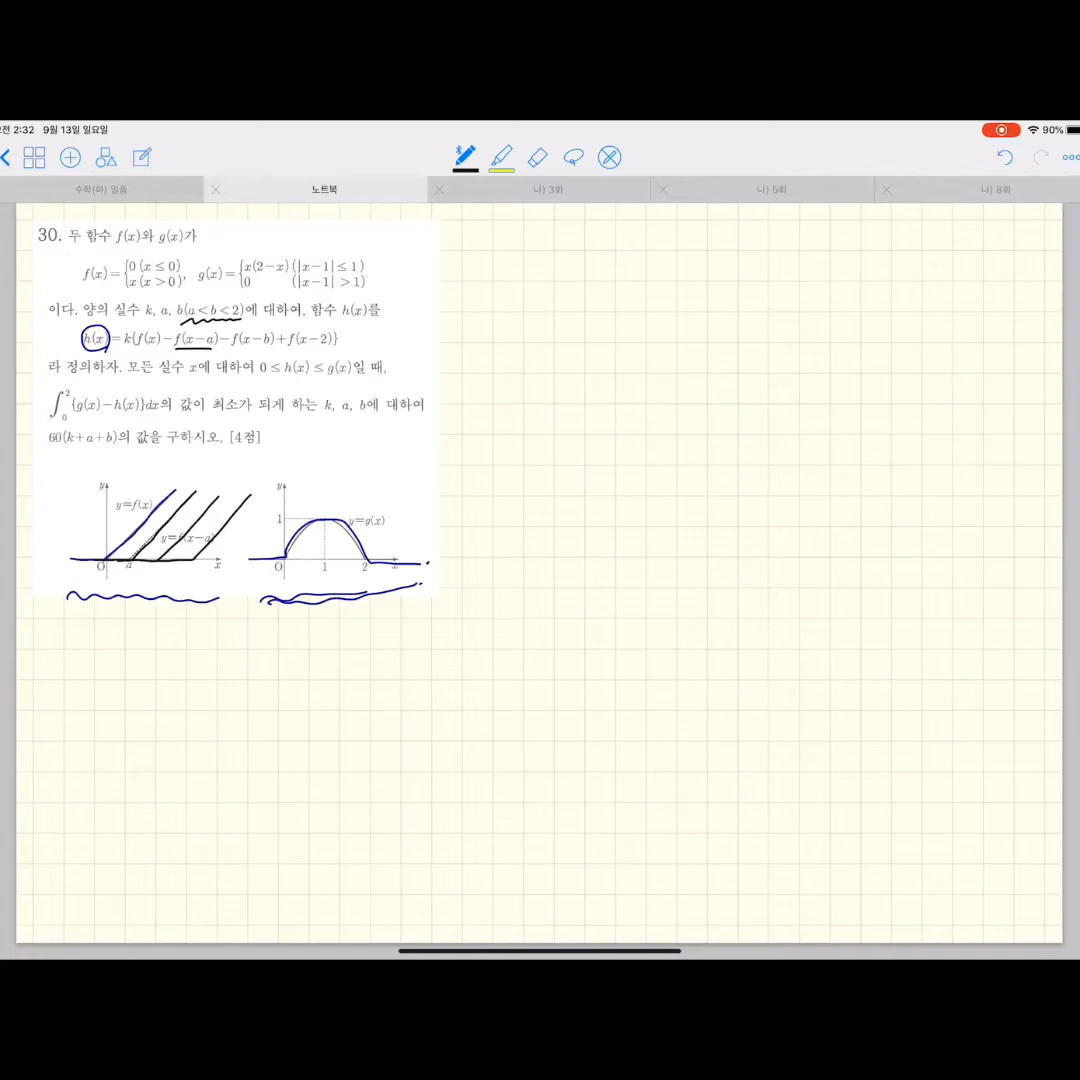 오전 2:32 9월 13일 일요일 90%
수학(하) 일품 노트북 나) 3회 나) 5회 나) 8회
30. 두 함수 f(x)와 g(x)가
f(x)={0 (x≤0), x (x>0), g(x)={x(2−x) (|x−1|≤1), 0 (|x−1|>1)
이다. 양의 실수 k, a, b(a<b<2)에 대하여, 함수 h(x)를
h(x)=k{f(x)−f(x−a)−f(x−b)+f(x−2)}
라 정의하자. 모든 실수 x에 대하여 0≤h(x)≤g(x)일 때,
∫₀²{g(x)−h(x)}dx의 값이 최소가 되게 하는 k, a, b에 대하여
60(k+a+b)의 값을 구하시오. [4점]
y y=f(x) y=f(x−a) O a x
y 1 y=g(x) O 1 2 x